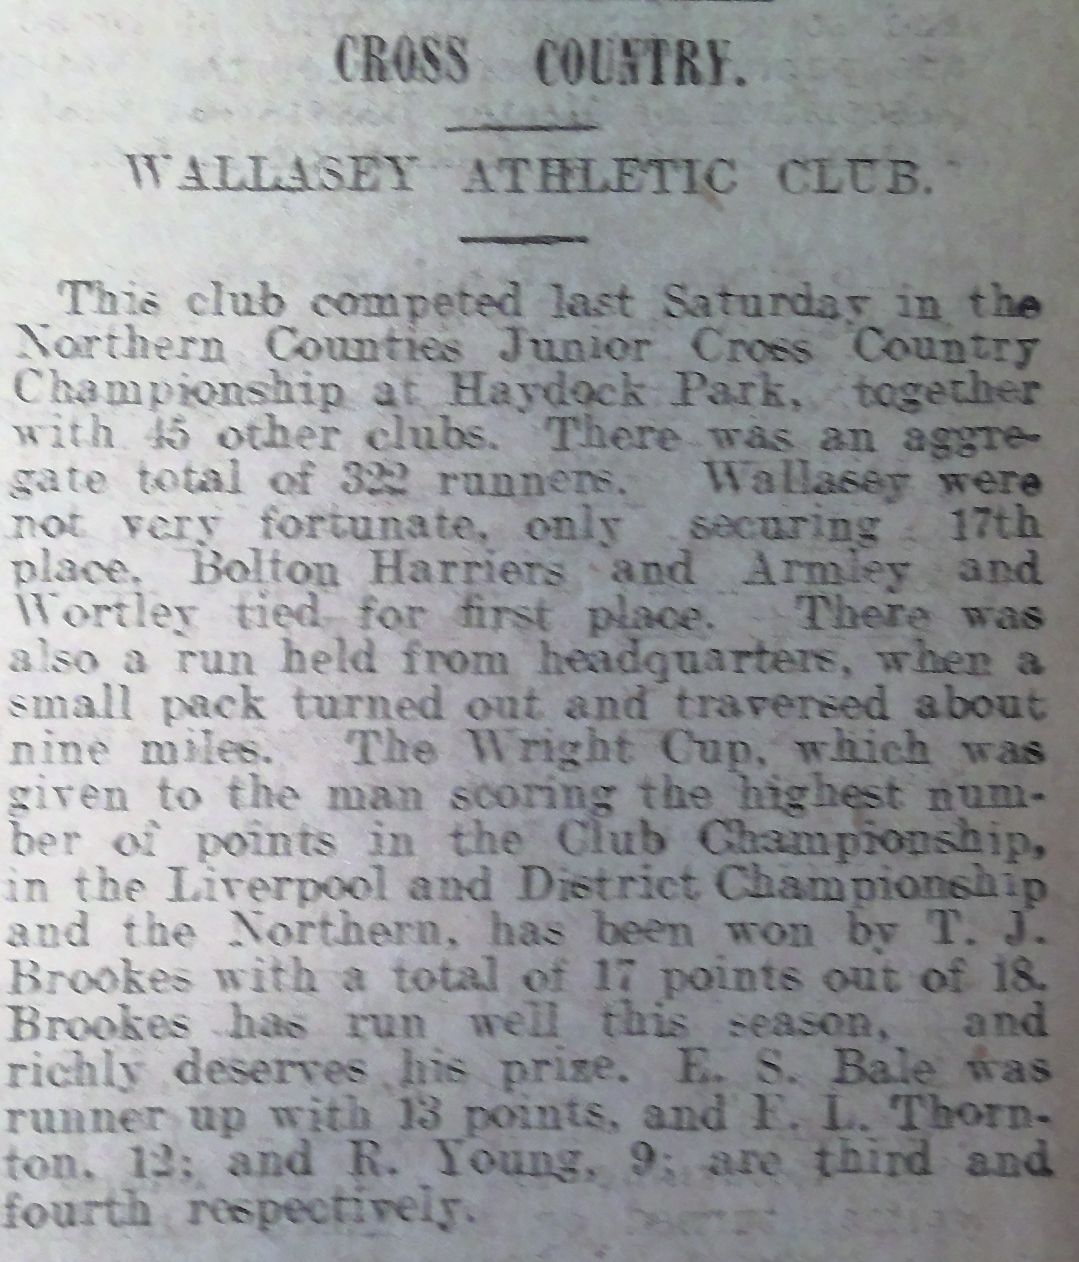 CROSS COUNTRY.
WALLASEY ATHLETIC CLUB.
This club competed last Saturday in the
Northern Counties Junior Cross Country
Championship at Haydock Park, together
with 45 other clubs. There was an aggre-
gate total of 322 runners. Wallasey were
not very fortunate, only securing 17th
place. Bolton Harriers and Armley and
Wortley tied for first place. There was
also a run held from headquarters, when a
small pack turned out and traversed about
nine miles. The Wright Cup, which was
given to the man scoring the highest num-
ber of points in the Club Championship,
in the Liverpool and District Championship
and the Northern, has been won by T. J.
Brookes with a total of 17 points out of 18.
Brookes has run well this season, and
richly deserves his prize. E. S. Bale was
runner up with 13 points, and F. L. Thorn-
ton, 12; and R. Young, 9; are third and
fourth respectively.